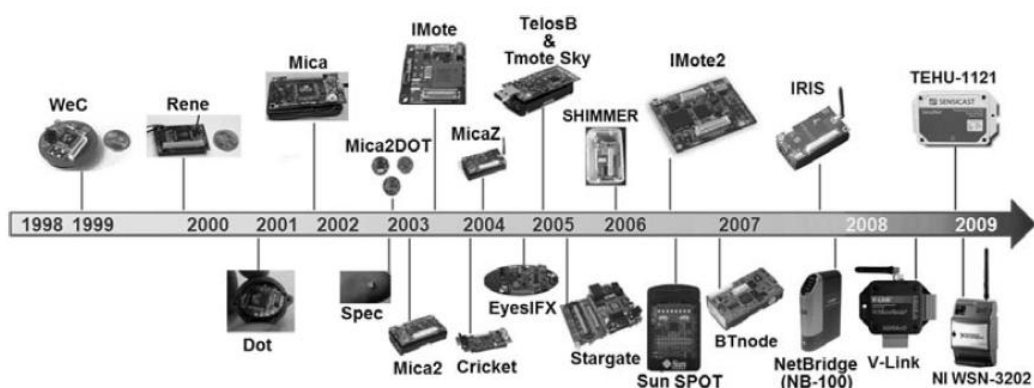 WeC
Rene
Mica
Mica2DOT
IMote
MicaZ
TelosB
&
Tmote Sky
SHIMMER
IMote2
IRIS
TEHU-1121
SENSICAST
1998 1999 2000 2001 2002 2003 2004 2005 2006 2007 2008 2009
Dot
Spec
Mica2
Cricket
EyesIFX
Stargate
Sun
Sun SPOT
BTnode
NetBridge
(NB-100)
V-Link
NI WSN-3202